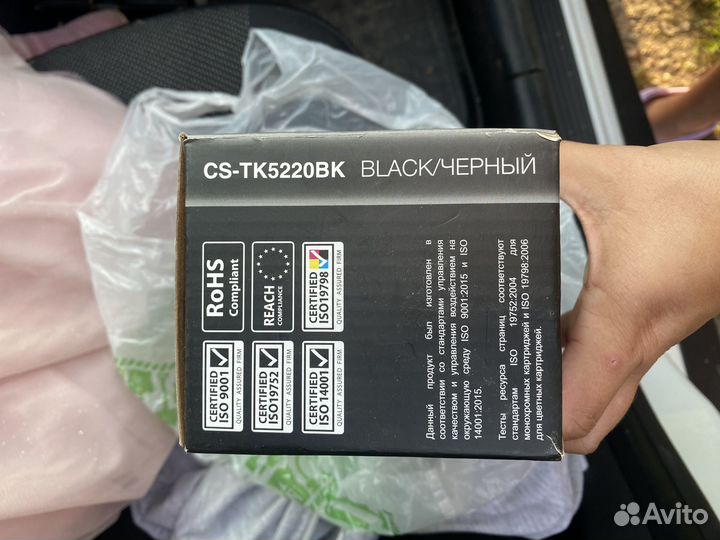 CS-TK5220BK BLACK/ЧЕРНЫЙ
RoHS
Compliant
REACH
COMPLIANCE
CERTIFIED
ISO19798
QUALITY ASSURED FIRM
CERTIFIED
ISO 9001
QUALITY ASSURED FIRM
CERTIFIED
ISO19752
QUALITY ASSURED FIRM
CERTIFIED
ISO 14001
QUALITY ASSURED FIRM
Данный продукт был изготовлен в
соответствии со стандартами управления
качеством и управления воздействием на
окружающую среду ISO 9001:2015 и ISO
14001:2015.
Тесты ресурса страниц соответствуют
стандартам ISO 19752:2004 для
монохромных картриджей и ISO 19798:2006
для цветных картриджей.
Avito